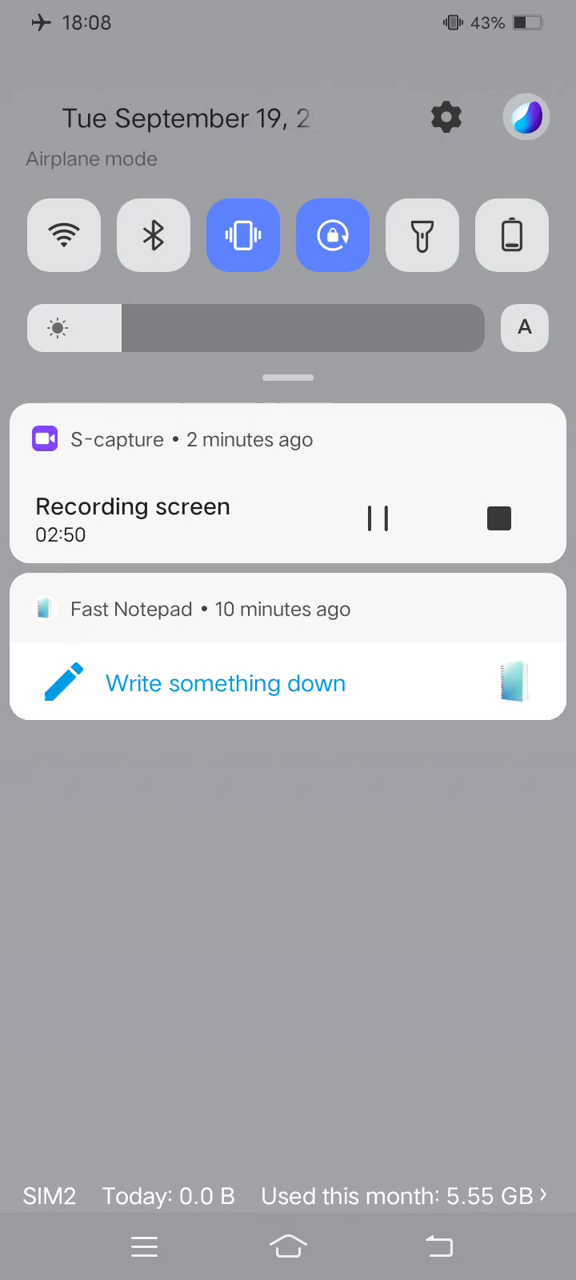 18:08
43%
Tue September 19, 2
Airplane mode
A
S-capture • 2 minutes ago
Recording screen
02:50
Fast Notepad • 10 minutes ago
Write something down
SIM2 Today: 0.0 B Used this month: 5.55 GB